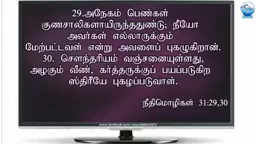 29.அநேகம் பெண்கள்
குணசாலிகளாயிருந்ததுண்டு; நீயோ
அவர்கள் எல்லாருக்கும்
மேற்பட்டவள் என்று அவளைப் புகழுகிறான்.
30. செளந்தரியம் வஞ்சனையுள்ளது,
அழகும் வீண், கர்த்தருக்குப் பயப்படுகிற
ஸ்திரீயே புகழப்படுவாள்.
நீதிமொழிகள் 31:29,30